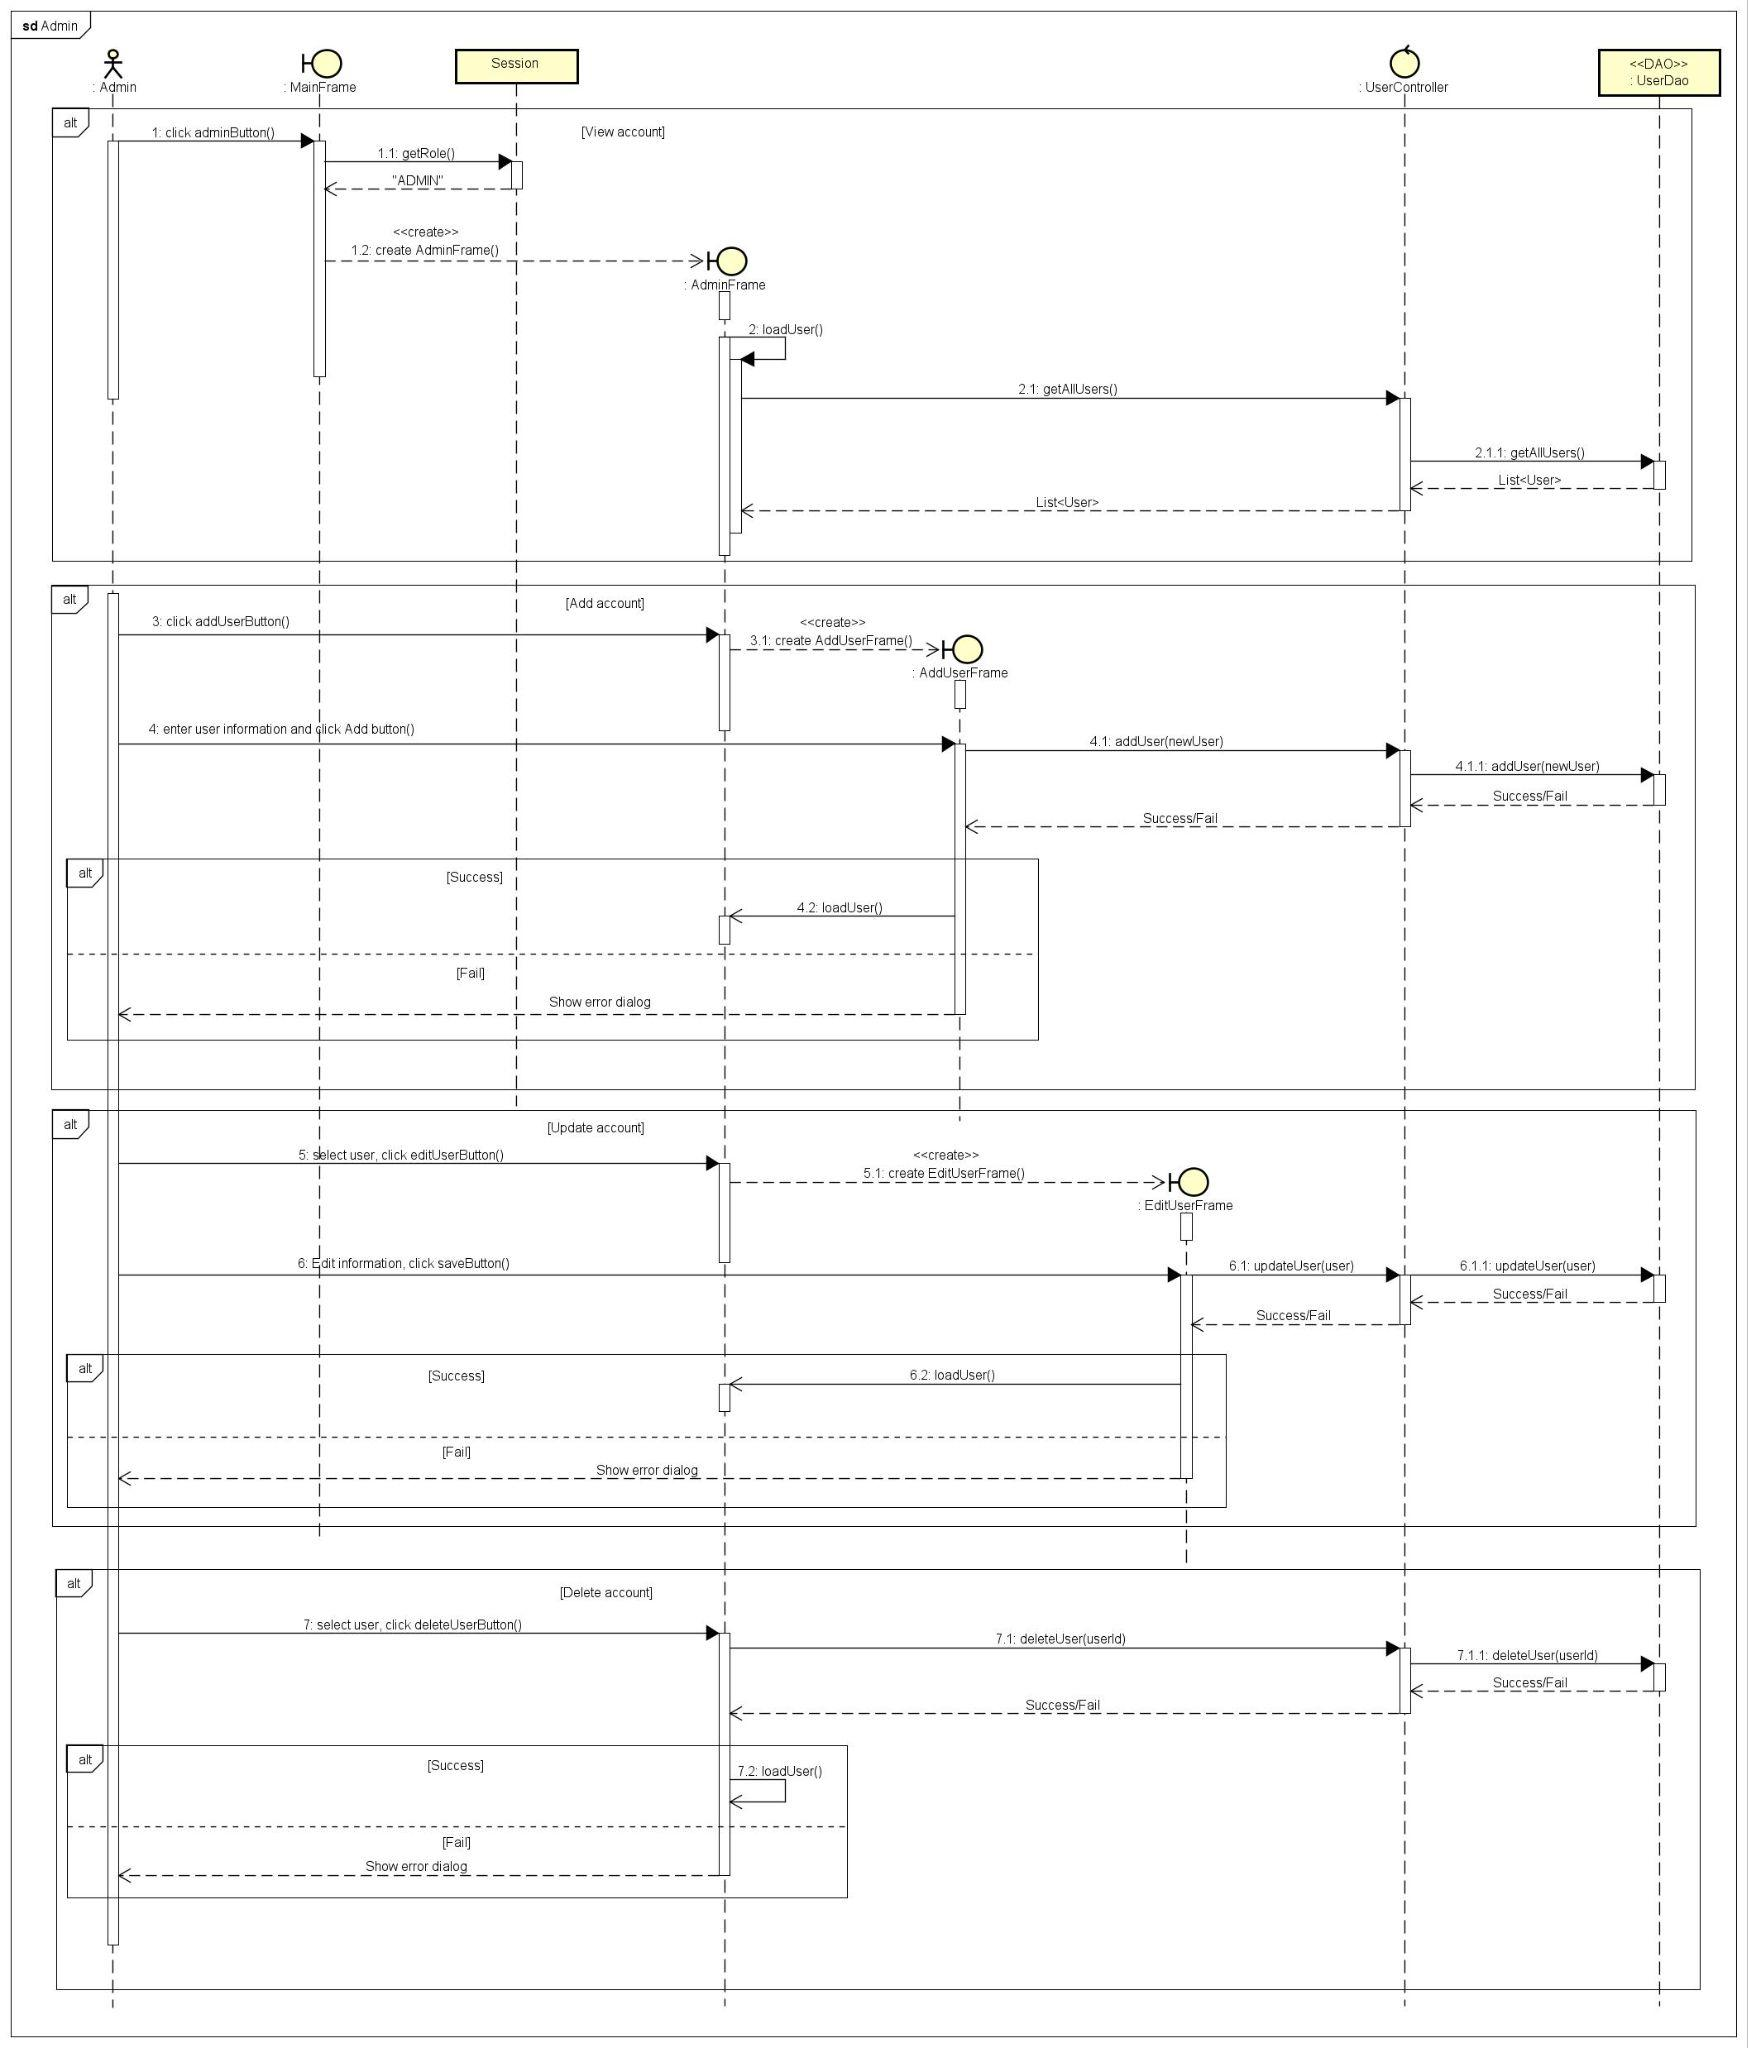 sd Admin
: Admin
: MainFrame
Session
: UserController
<<DAO>>
: UserDao
alt
[View account]
1: click adminButton()
1.1: getRole()
"ADMIN"
<<create>>
1.2: create AdminFrame()
: AdminFrame
2: loadUser()
2.1: getAllUsers()
2.1.1: getAllUsers()
List<User>
List<User>
alt
[Add account]
3: click addUserButton()
<<create>>
3.1: create AddUserFrame()
: AddUserFrame
4: enter user information and click Add button()
4.1: addUser(newUser)
4.1.1: addUser(newUser)
Success/Fail
Success/Fail
alt
[Success]
4.2: loadUser()
[Fail]
Show error dialog
alt
[Update account]
5: select user, click editUserButton()
<<create>>
5.1: create EditUserFrame()
: EditUserFrame
6: Edit information, click saveButton()
6.1: updateUser(user)
6.1.1: updateUser(user)
Success/Fail
Success/Fail
alt
[Success]
6.2: loadUser()
[Fail]
Show error dialog
alt
[Delete account]
7: select user, click deleteUserButton()
7.1: deleteUser(userId)
7.1.1: deleteUser(userId)
Success/Fail
Success/Fail
alt
[Success]
7.2: loadUser()
[Fail]
Show error dialog